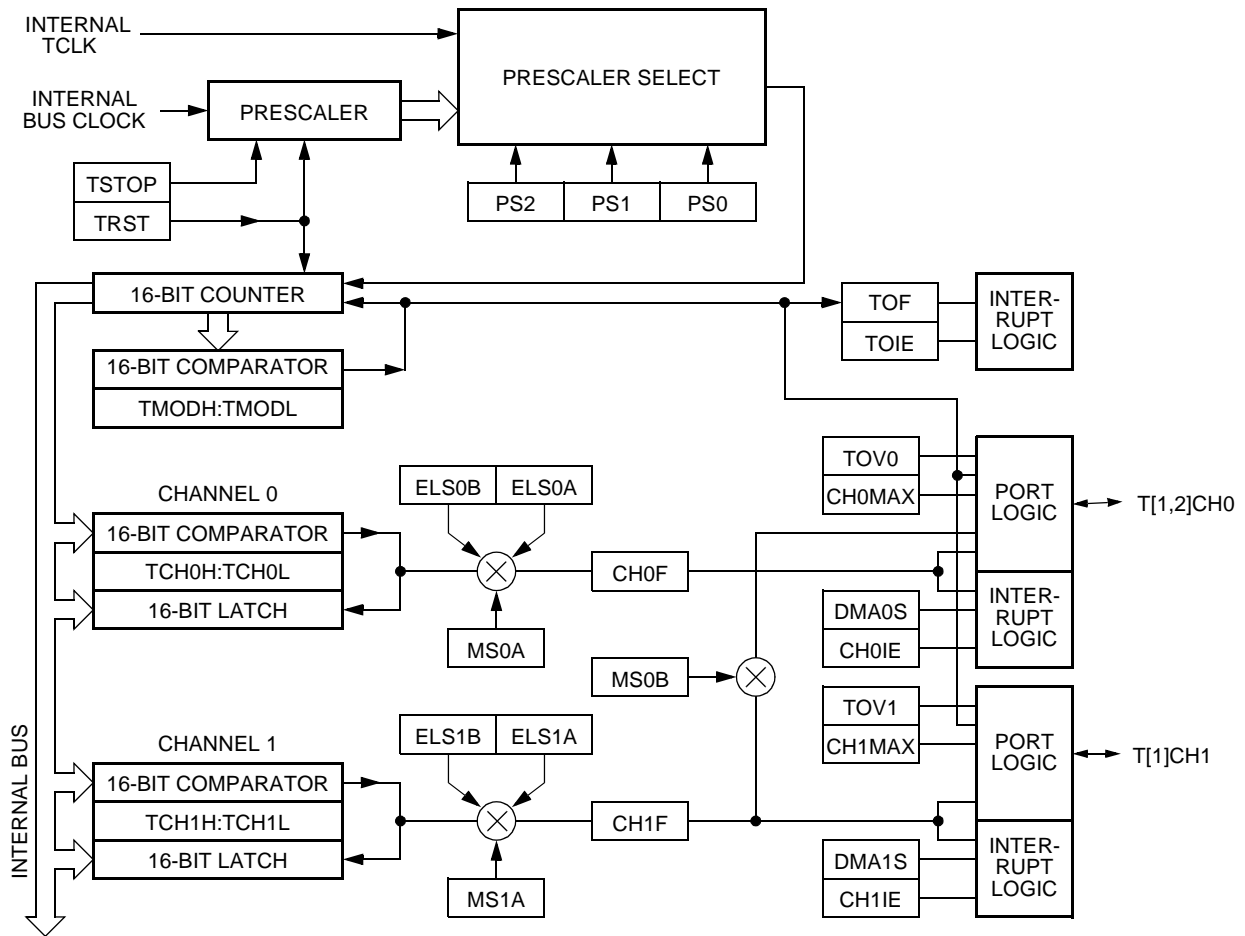 INTERNAL
TCLK
PRESCALER SELECT
INTERNAL
BUS CLOCK
PRESCALER
TSTOP
TRST
PS2
PS1
PS0
16-BIT COUNTER
TOF
TOIE
INTER-
RUPT
LOGIC
16-BIT COMPARATOR
TMODH:TMODL
CHANNEL 0
ELS0B
ELS0A
TOV0
CH0MAX
PORT
LOGIC
T[1,2]CH0
16-BIT COMPARATOR
TCH0H:TCH0L
16-BIT LATCH
CH0F
MS0A
DMA0S
CH0IE
INTER-
RUPT
LOGIC
MS0B
INTERNAL BUS
CHANNEL 1
ELS1B
ELS1A
TOV1
CH1MAX
PORT
LOGIC
T[1]CH1
16-BIT COMPARATOR
TCH1H:TCH1L
16-BIT LATCH
CH1F
MS1A
DMA1S
CH1IE
INTER-
RUPT
LOGIC